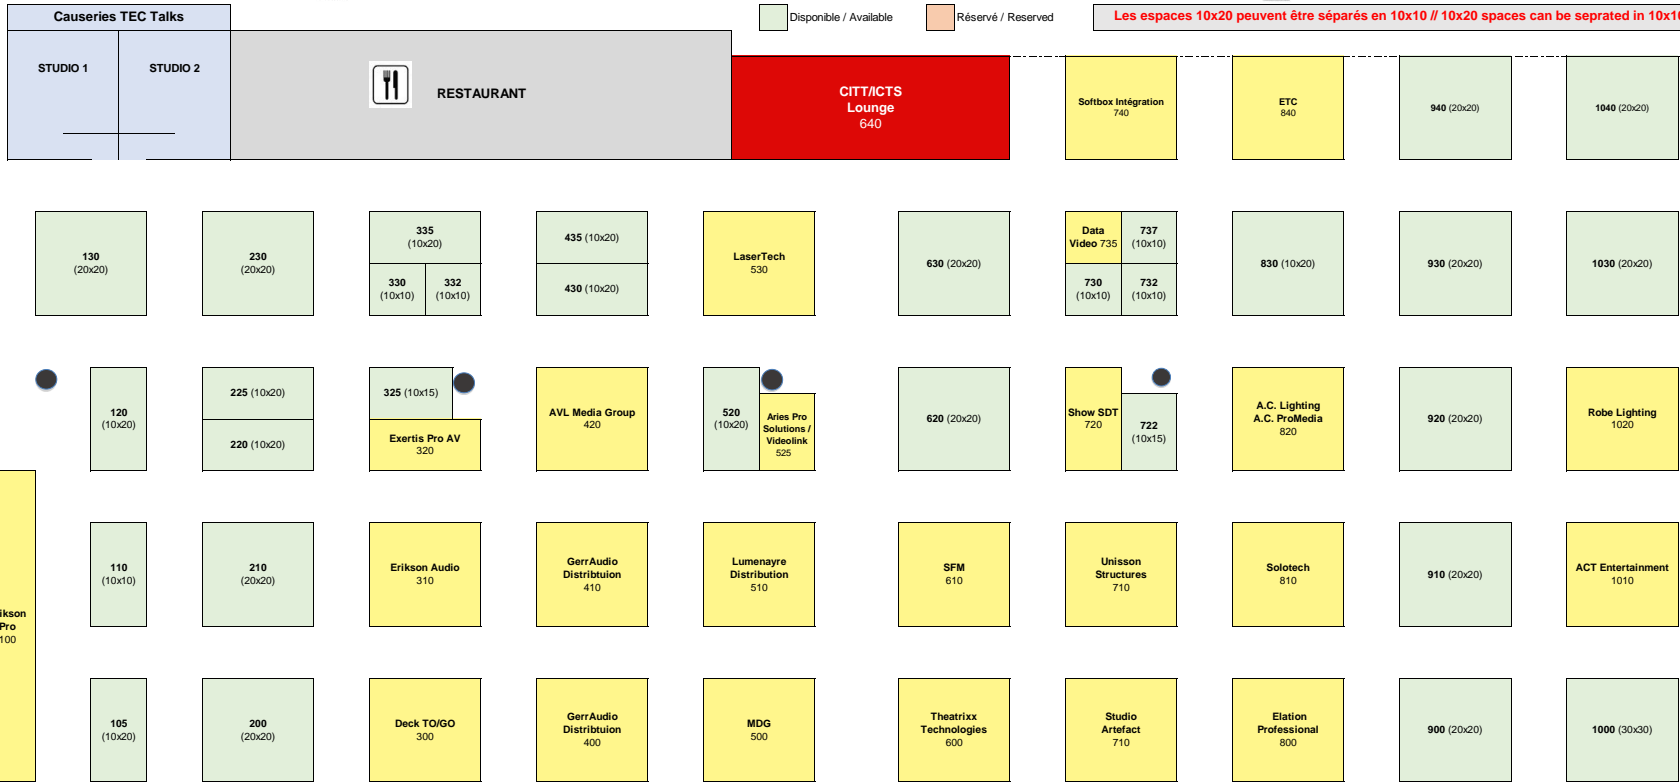 Causeries TEC Talks
Disponible / Available
Réservé / Reserved
Les espaces 10x20 peuvent être séparés en 10x10 // 10x20 spaces can be seprated in 10x10
STUDIO 1
STUDIO 2
RESTAURANT
CITT/ICTS
Lounge
640
Softbox Intégration
740
ETC
840
940 (20x20)
1040 (20x20)
130
(20x20)
230
(20x20)
335
(10x20)
330
(10x10)
332
(10x10)
435 (10x20)
430 (10x20)
LaserTech
530
630 (20x20)
Data
Video 735
737
(10x10)
730
(10x10)
732
(10x10)
830 (10x20)
930 (20x20)
1030 (20x20)
120
(10x20)
225 (10x20)
220 (10x20)
325 (10x15)
Exertis Pro AV
320
AVL Media Group
420
520
(10x20)
Aries Pro
Solutions /
Videolink
525
620 (20x20)
Show SDT
720
722
(10x15)
A.C. Lighting
A.C. ProMedia
820
920 (20x20)
Robe Lighting
1020
ikson
Pro
100
110
(10x10)
210
(20x20)
Erikson Audio
310
GerrAudio
Distribtuion
410
Lumenayre
Distribution
510
SFM
610
Unisson
Structures
710
Solotech
810
910 (20x20)
ACT Entertainment
1010
105
(10x20)
200
(20x20)
Deck TO/GO
300
GerrAudio
Distribtuion
400
MDG
500
Theatrixx
Technologies
600
Studio
Artefact
710
Elation
Professional
800
900 (20x20)
1000 (30x30)